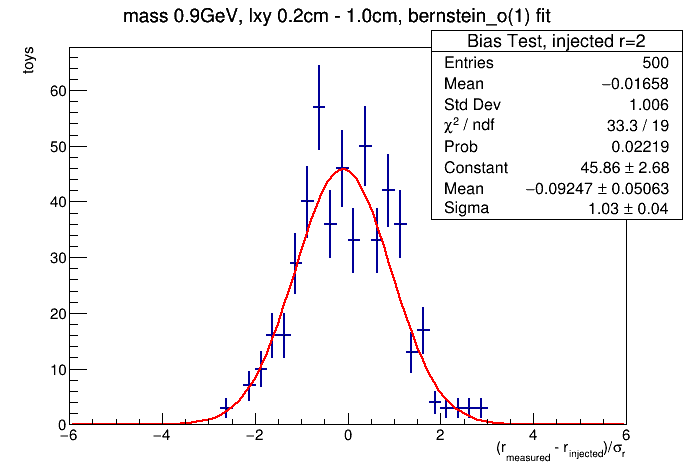 mass 0.9GeV, lxy 0.2cm - 1.0cm, bernstein_o(1) fit
Bias Test, injected r=2
Entries 500
Mean −0.01658
Std Dev 1.006
χ² / ndf 33.3 / 19
Prob 0.02219
Constant 45.86 ± 2.68
Mean −0.09247 ± 0.05063
Sigma 1.03 ± 0.04
toys
60
50
40
30
20
10
0
−6 −4 −2 0 2 4 6
(r_measured - r_injected)/σ_r